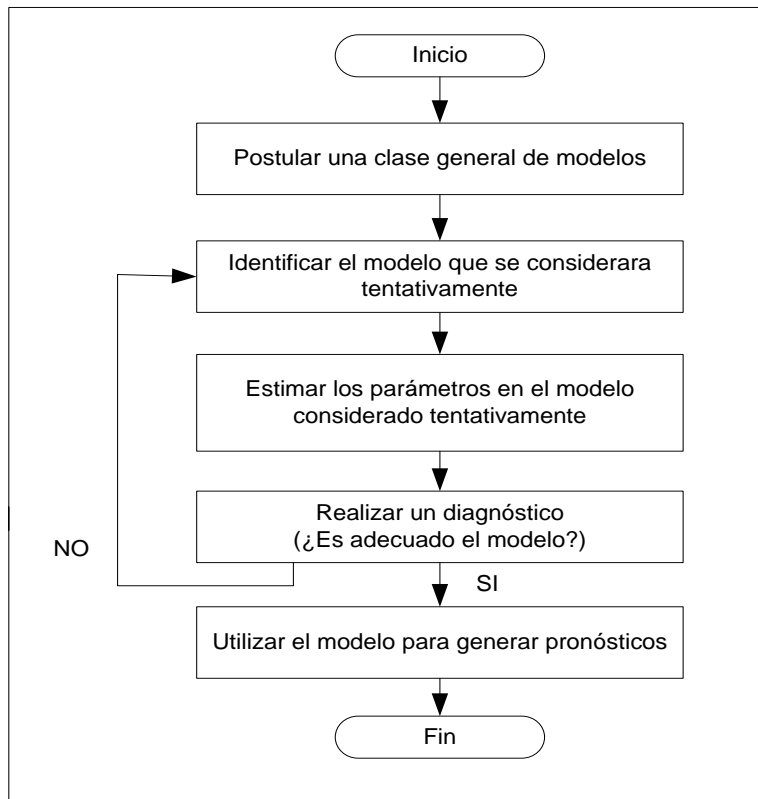 Inicio
Postular una clase general de modelos
Identificar el modelo que se considerara
tentativamente
Estimar los parámetros en el modelo
considerado tentativamente
Realizar un diagnóstico
(¿Es adecuado el modelo?)
NO
SI
Utilizar el modelo para generar pronósticos
Fin